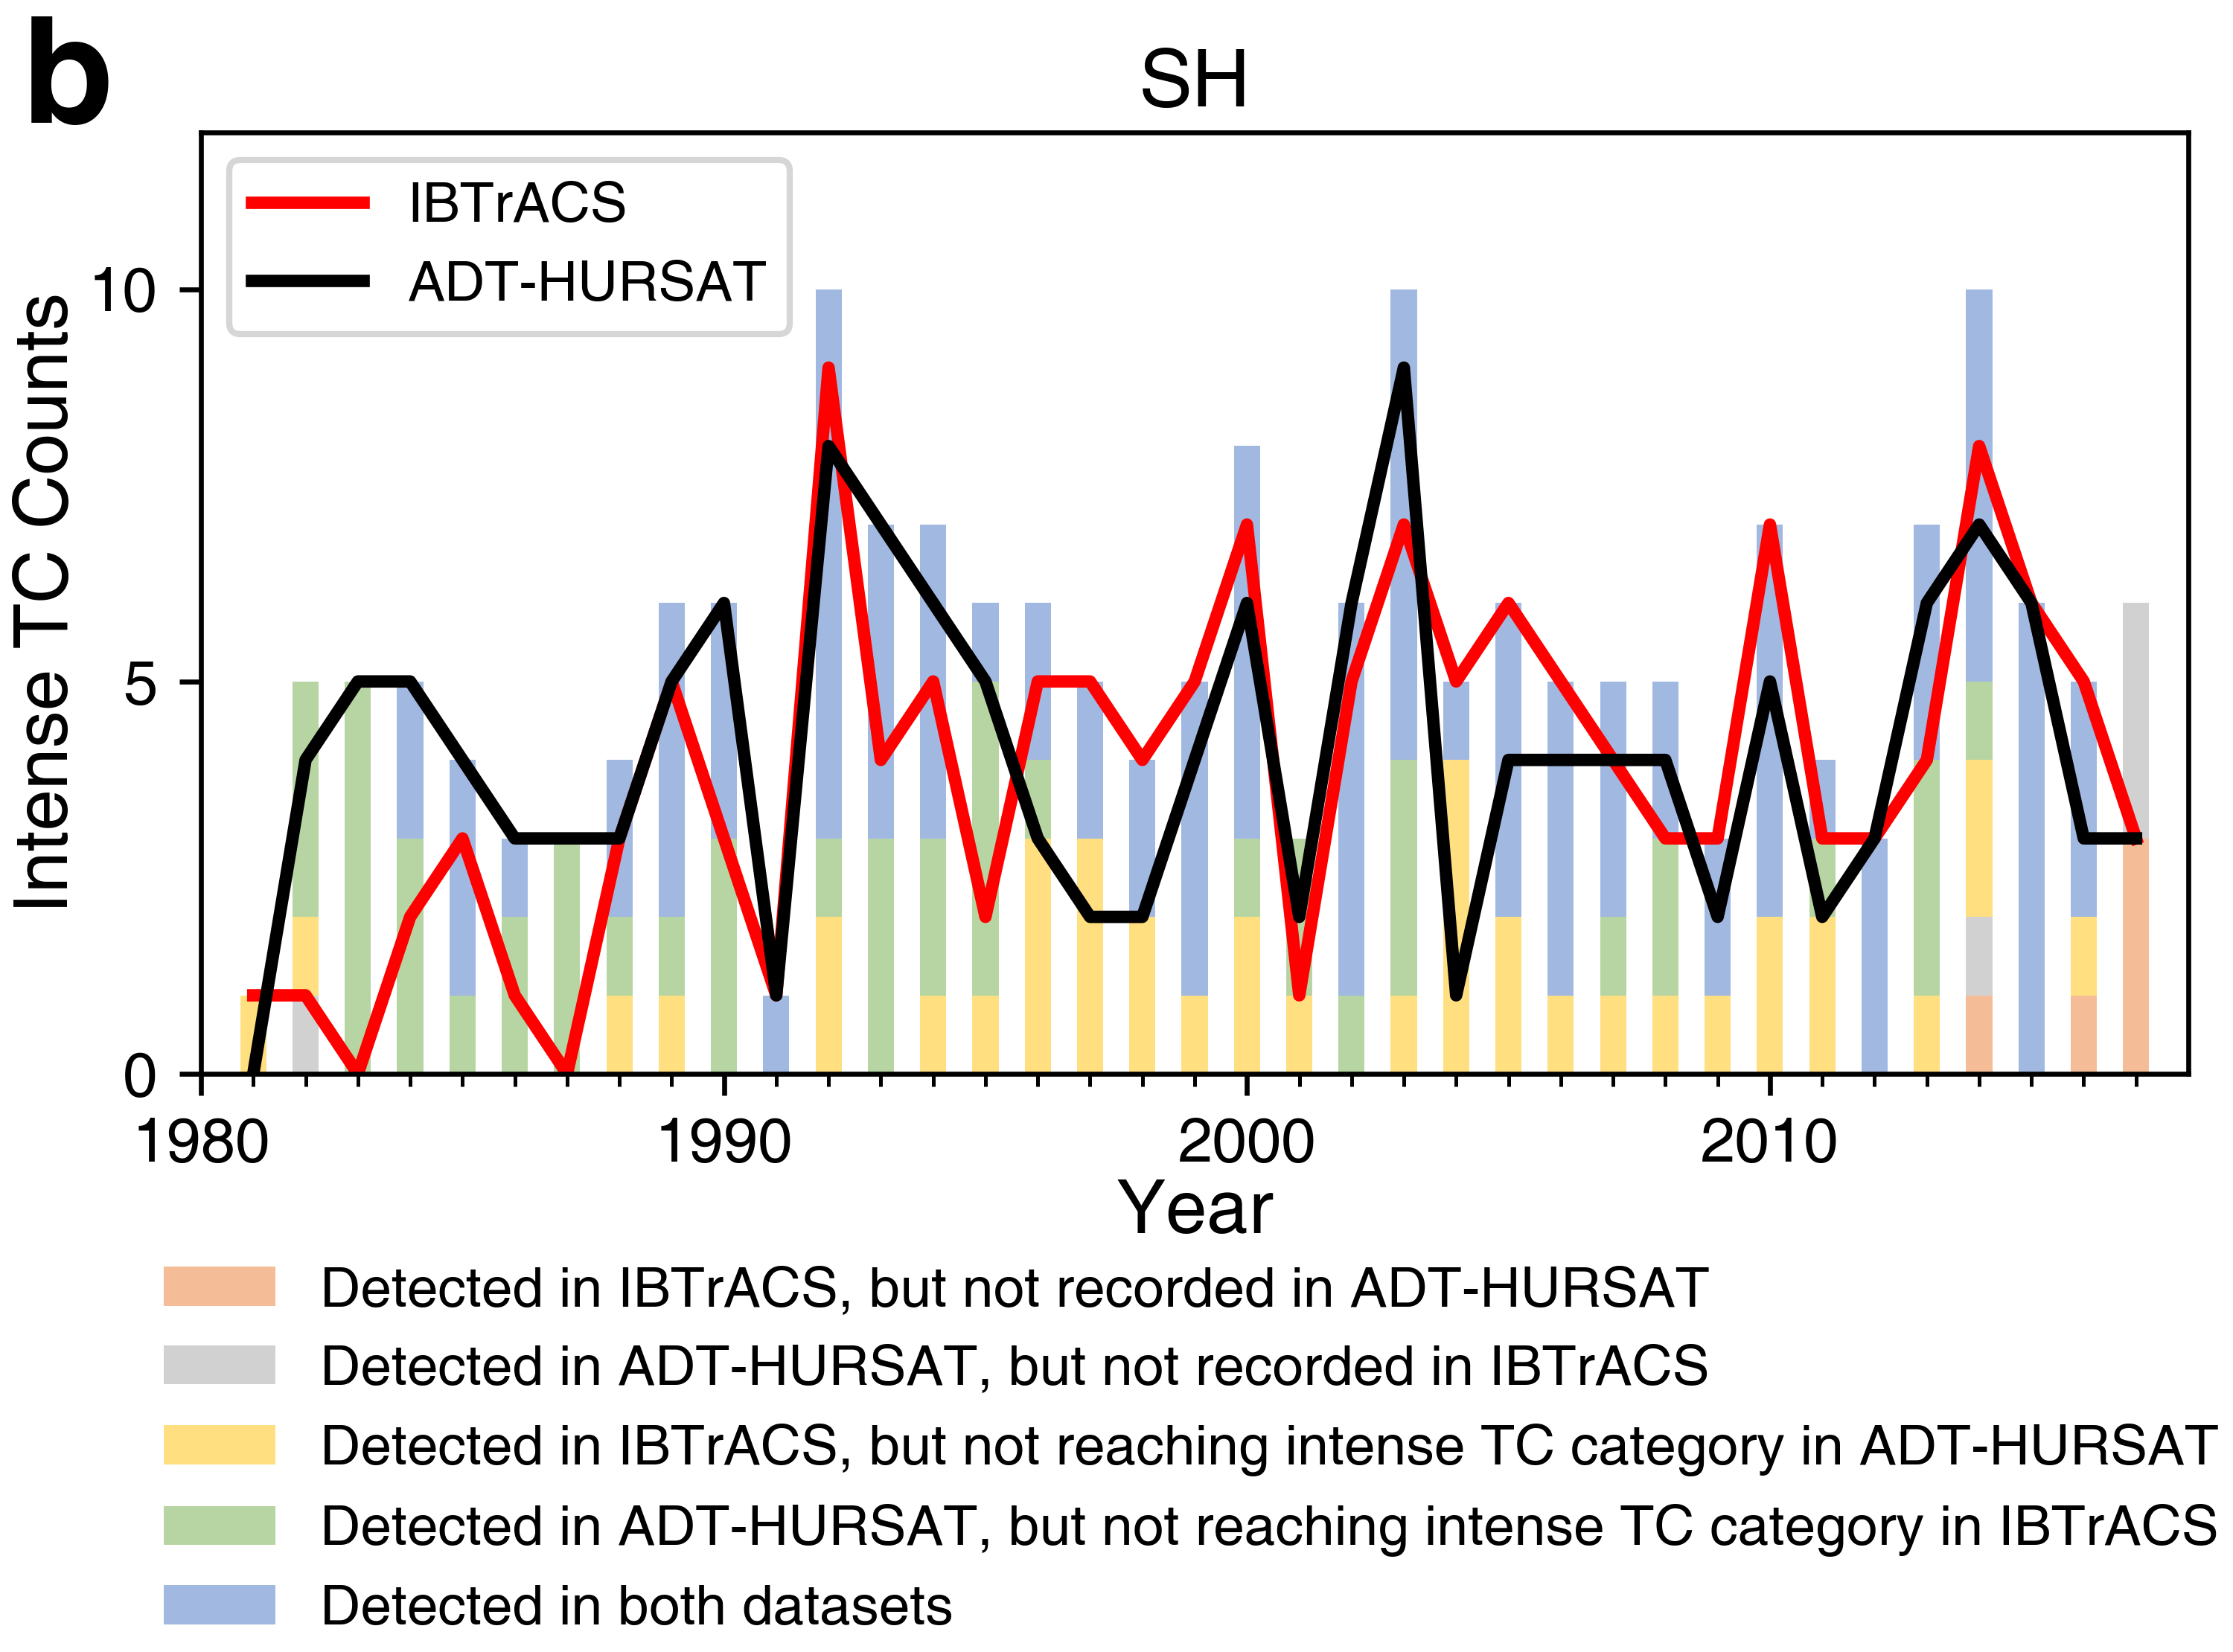 b
SH
IBTrACS
ADT-HURSAT
Intense TC Counts
10
5
0
1980
1990
2000
2010
Year
Detected in IBTrACS, but not recorded in ADT-HURSAT
Detected in ADT-HURSAT, but not recorded in IBTrACS
Detected in IBTrACS, but not reaching intense TC category in ADT-HURSAT
Detected in ADT-HURSAT, but not reaching intense TC category in IBTrACS
Detected in both datasets